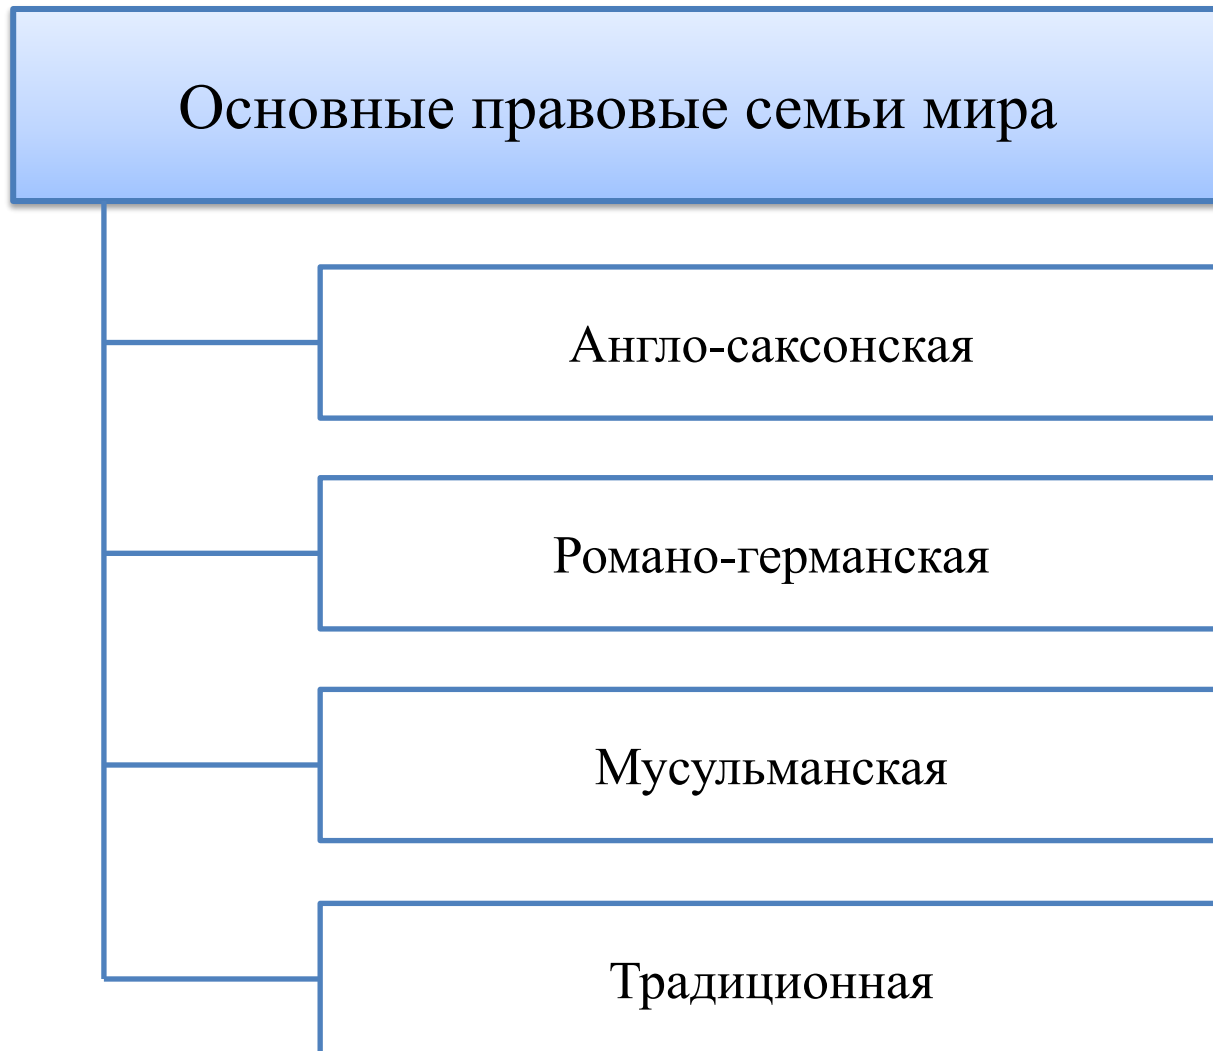 Основные правовые семьи мира
Англо-саксонская
Романо-германская
Мусульманская
Традиционная